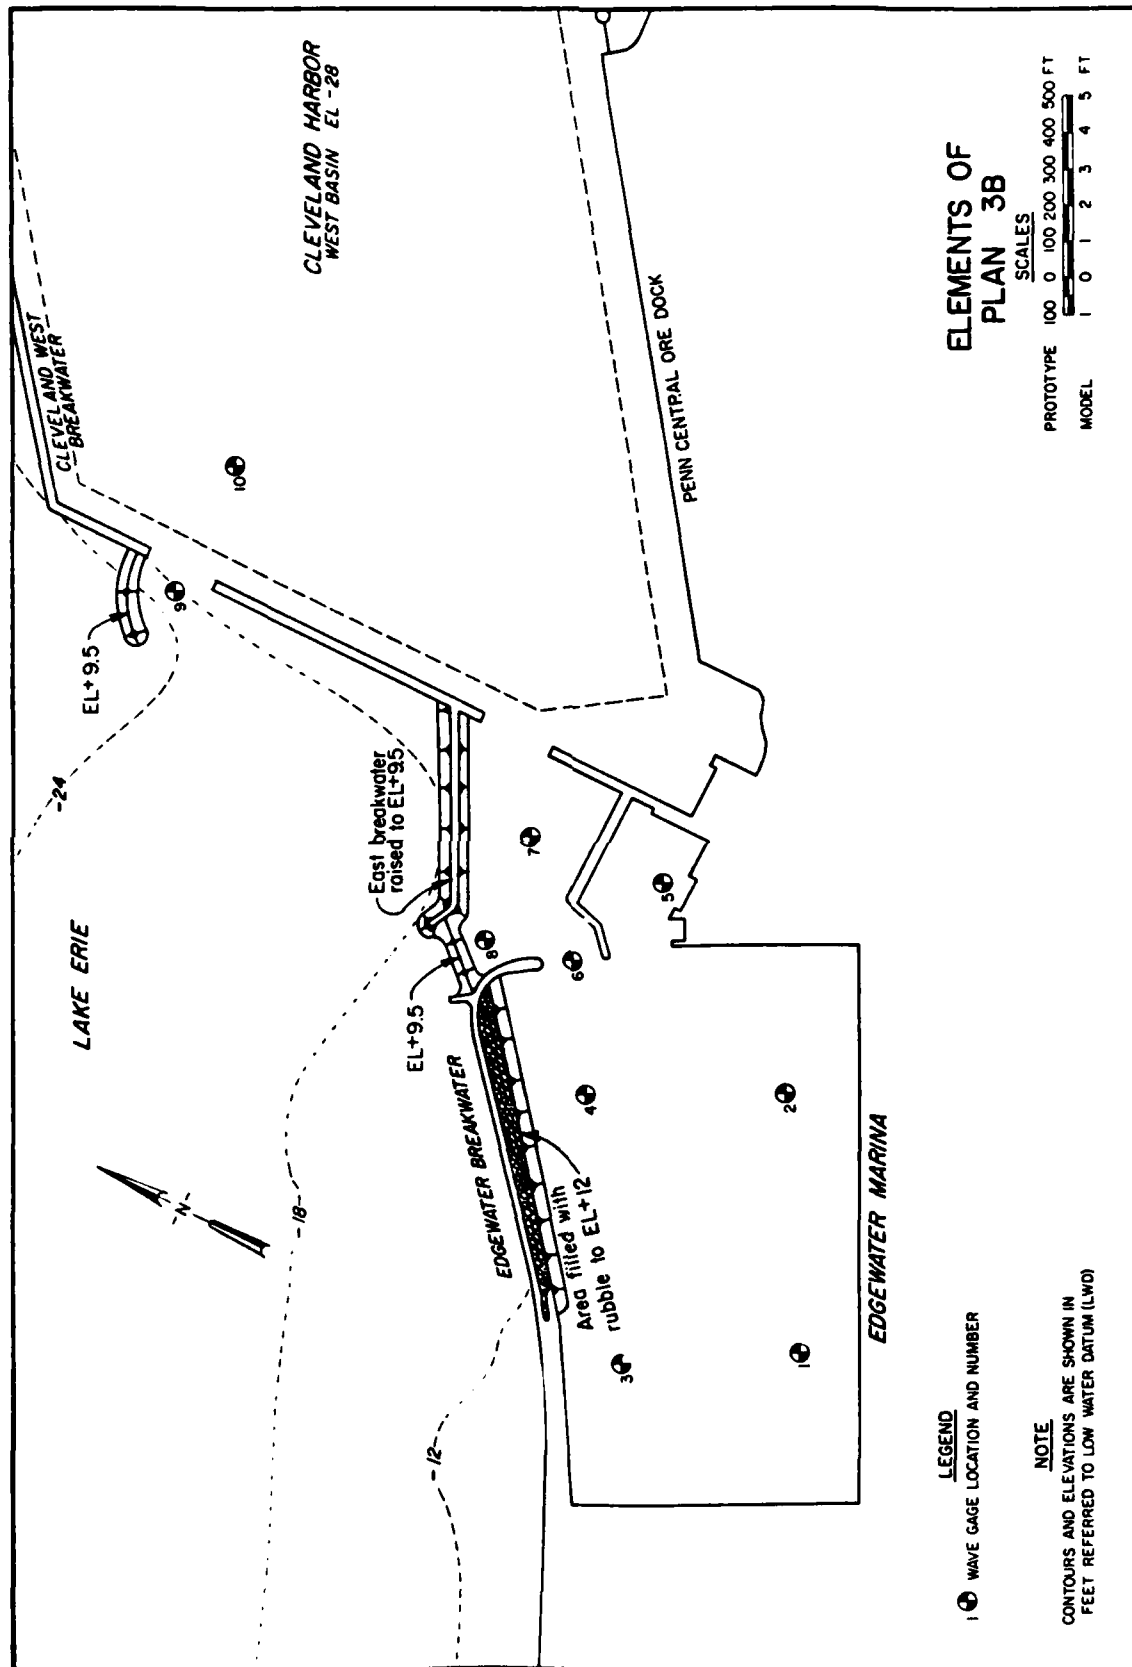 LAKE ERIE
CLEVELAND WEST
BREAKWATER
CLEVELAND HARBOR
WEST BASIN EL -28
EL+9.5
-24
East breakwater
raised to EL+9.5
EL+9.5
-18-
-12-
N
EDGEWATER BREAKWATER
Area filled with
rubble to EL+12
PENN CENTRAL ORE DOCK
EDGEWATER MARINA
1
2
3
4
5
6
7
8
9
10
LEGEND
1 WAVE GAGE LOCATION AND NUMBER
NOTE
CONTOURS AND ELEVATIONS ARE SHOWN IN
FEET REFERRED TO LOW WATER DATUM (LWD)
ELEMENTS OF
PLAN 3B
SCALES
PROTOTYPE 100 0 100 200 300 400 500 FT
MODEL 1 0 1 2 3 4 5 FT